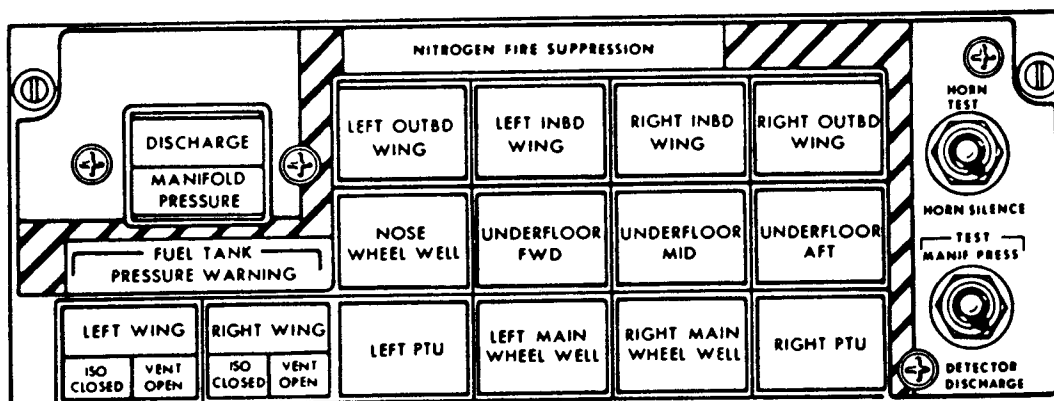 NITROGEN FIRE SUPPRESSION
DISCHARGE
MANIFOLD
PRESSURE
FUEL TANK
PRESSURE WARNING
LEFT WING
ISO
CLOSED
VENT
OPEN
RIGHT WING
ISO
CLOSED
VENT
OPEN
LEFT OUTBD
WING
LEFT INBD
WING
RIGHT INBD
WING
RIGHT OUTBD
WING
NOSE
WHEEL WELL
UNDERFLOOR
FWD
UNDERFLOOR
MID
UNDERFLOOR
AFT
LEFT PTU
LEFT MAIN
WHEEL WELL
RIGHT MAIN
WHEEL WELL
RIGHT PTU
HORN
TEST
HORN SILENCE
TEST
MANIF PRESS
DETECTOR
DISCHARGE